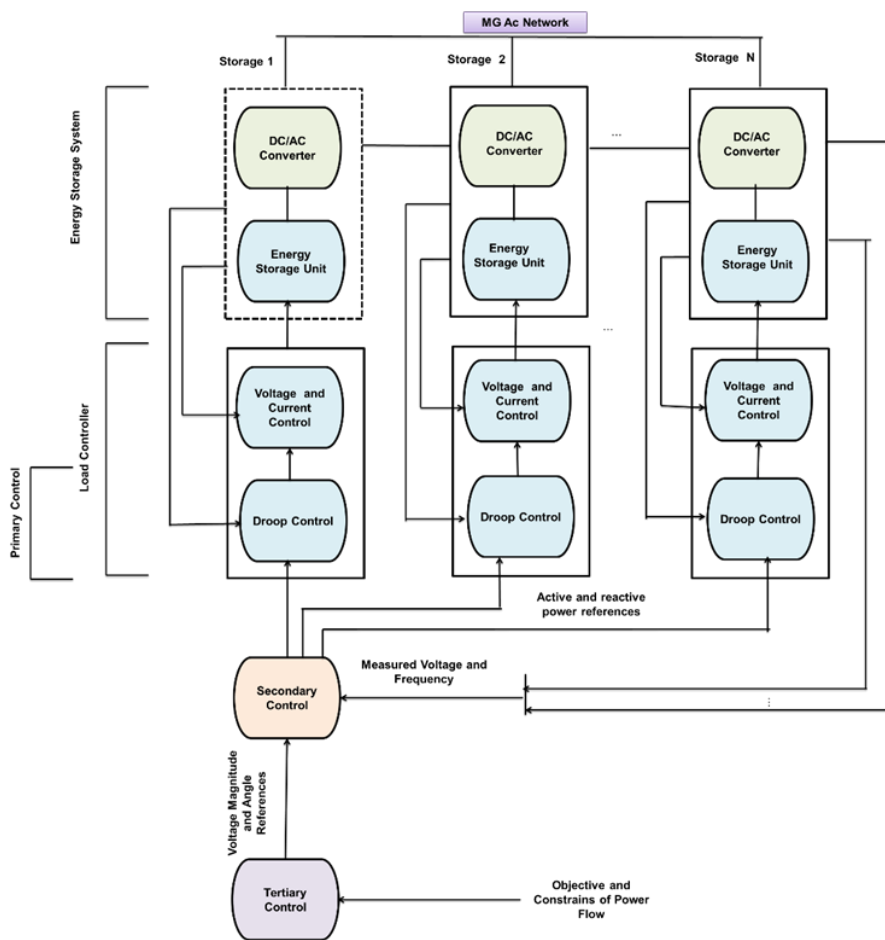 MG Ac Network
Storage 1
Storage 2
Storage N
Energy Storage System
DC/AC
Converter
DC/AC
Converter
DC/AC
Converter
...
Energy
Storage Unit
Energy
Storage Unit
Energy
Storage Unit
...
Primary Control
Load Controller
Voltage and
Current
Control
Voltage and
Current
Control
Voltage and
Current
Control
Droop Control
Droop Control
Droop Control
Active and reactive
power references
Measured Voltage and
Frequency
Secondary
Control
...
Voltage Magnitude
and Angle
References
Tertiary
Control
Objective and
Constrains of Power
Flow